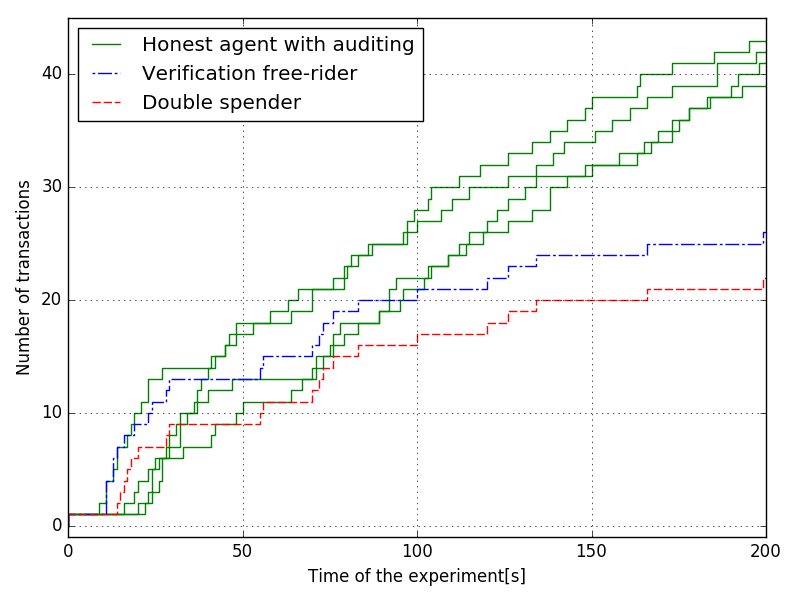 Honest agent with auditing
Verification free-rider
Double spender
Number of transactions
40
30
20
10
0
0 50 100 150 200
Time of the experiment[s]